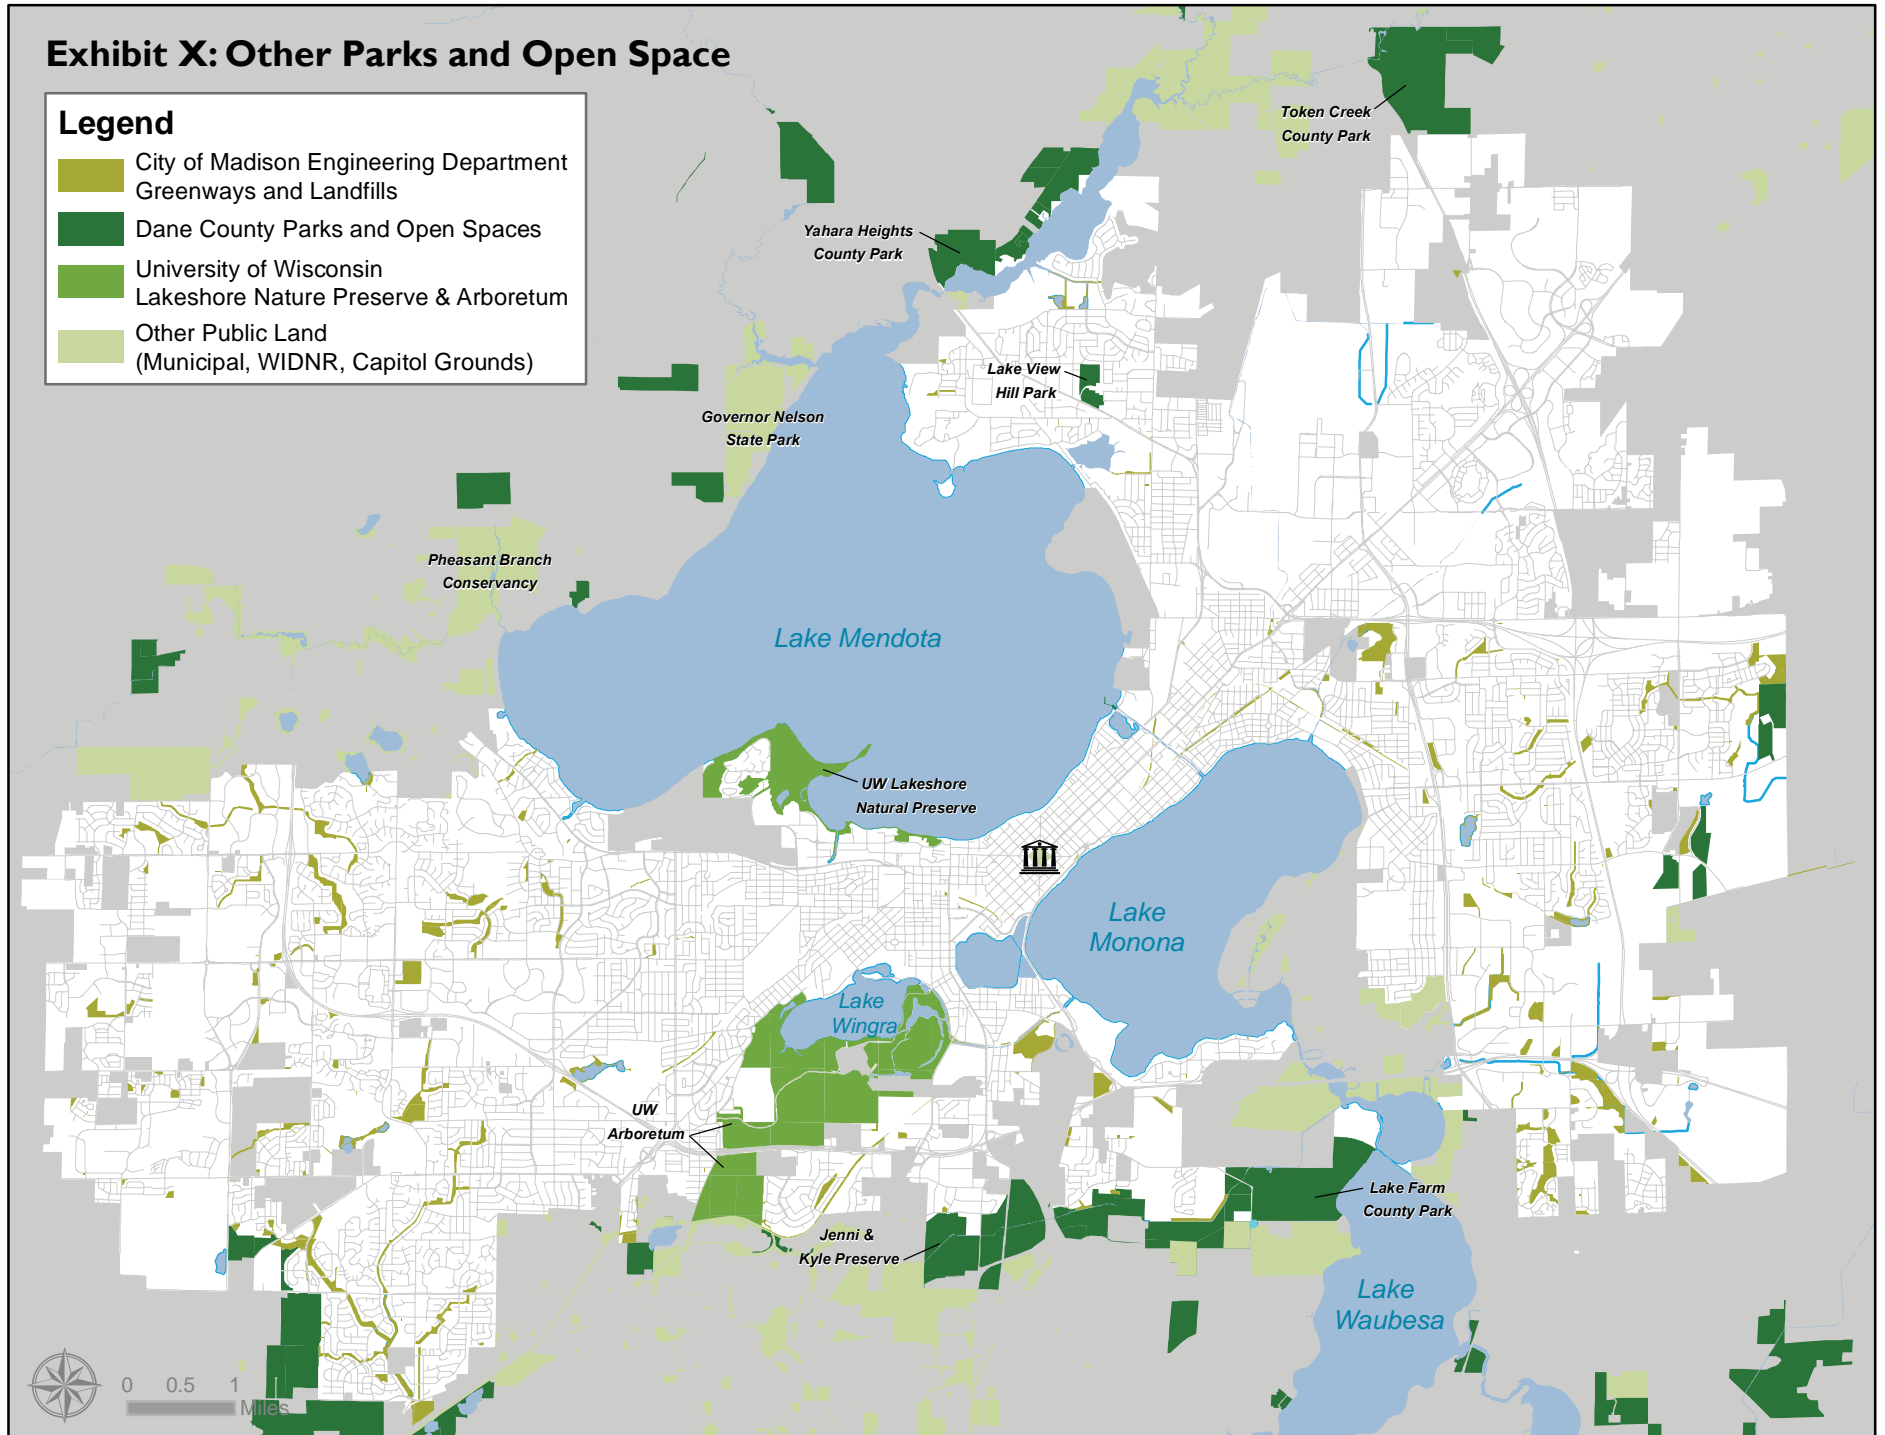 Exhibit X: Other Parks and Open Space
Legend
City of Madison Engineering Department
Greenways and Landfills
Dane County Parks and Open Spaces
University of Wisconsin
Lakeshore Nature Preserve & Arboretum
Other Public Land
(Municipal, WIDNR, Capitol Grounds)
Token Creek
County Park
Yahara Heights
County Park
Lake View
Hill Park
Governor Nelson
State Park
Pheasant Branch
Conservancy
Lake Mendota
UW Lakeshore
Natural Preserve
Lake
Monona
Lake
Wingra
UW
Arboretum
Lake Farm
County Park
Jenni &
Kyle Preserve
Lake
Waubesa
0 0.5 1
Miles